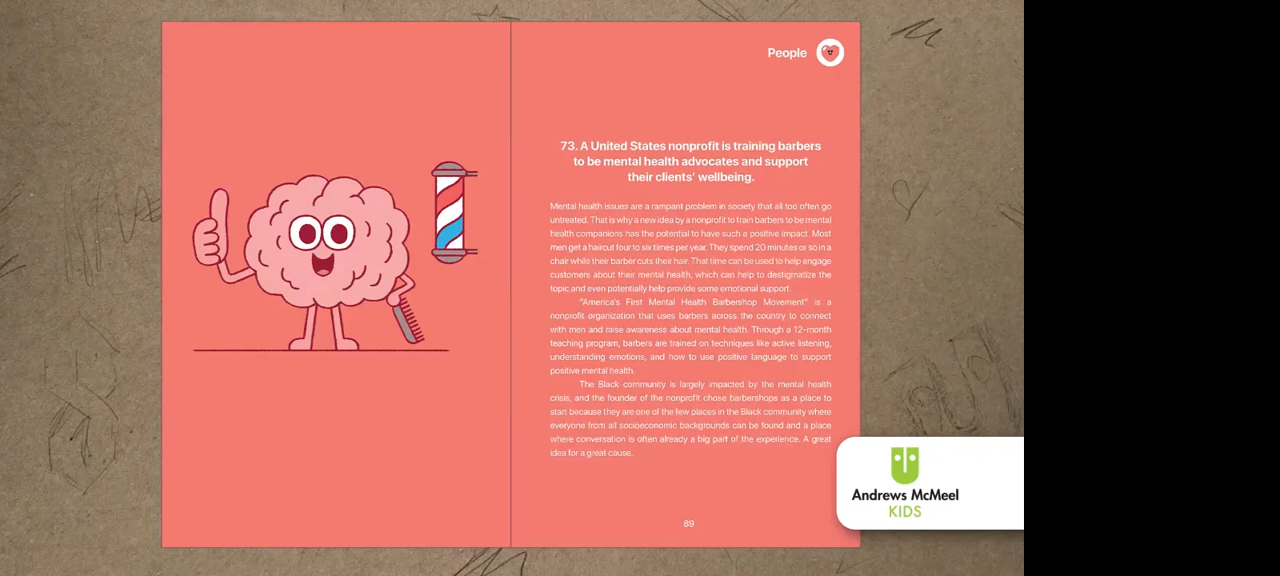 People
73. A United States nonprofit is training barbers
to be mental health advocates and support
their clients' wellbeing.
Mental health issues are a rampant problem in society that all too often go
untreated. That is why a new idea by a nonprofit to train barbers to be mental
health companions has the potential to have such a positive impact. Most
men get a haircut four to six times per year. They spend 20 minutes or so in a
chair while their barber cuts their hair. That time can be used to help engage
customers about their mental health, which can help to destigmatize the
topic and even potentially help provide some emotional support.
"America's First Mental Health Barbershop Movement" is a
nonprofit organization that uses barbers across the country to connect
with men and raise awareness about mental health. Through a 12-month
teaching program, barbers are trained on techniques like active listening,
understanding emotions, and how to use positive language to support
positive mental health.
The Black community is largely impacted by the mental health
crisis, and the founder of the nonprofit chose barbershops as a place to
start because they are one of the few places in the Black community where
everyone from all socioeconomic backgrounds can be found and a place
where conversation is often already a big part of the experience. A great
idea for a great cause.
89
Andrews McMeel
KIDS